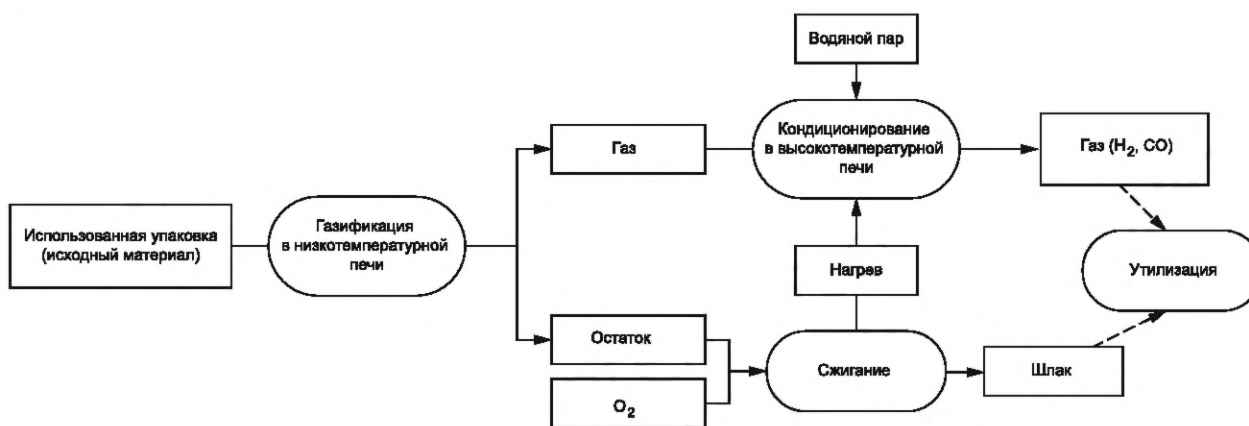 Водяной пар
Газ
Кондиционирование
в высокотемпературной
печи
Газ (H₂, CO)
Использованная упаковка
(исходный материал)
Газификация
в низкотемпературной
печи
Нагрев
Утилизация
Остаток
O₂
Сжигание
Шлак